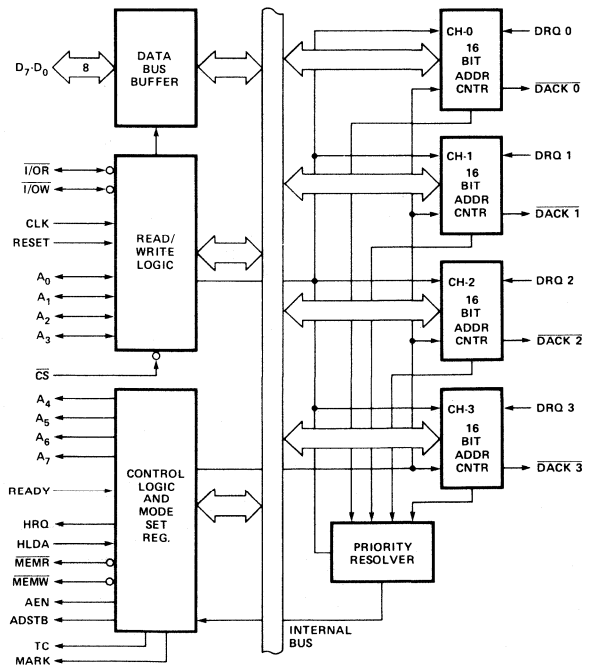 D7-D0
8
DATA
BUS
BUFFER
I/OR
I/OW
CLK
RESET
A0
A1
A2
A3
CS
READ/
WRITE
LOGIC
A4
A5
A6
A7
READY
HRQ
HLDA
MEMR
MEMW
AEN
ADSTB
TC
MARK
CONTROL
LOGIC
AND
MODE
SET
REG.
INTERNAL
BUS
CH-0
16
BIT
ADDR
CNTR
DRQ 0
DACK 0
CH-1
16
BIT
ADDR
CNTR
DRQ 1
DACK 1
CH-2
16
BIT
ADDR
CNTR
DRQ 2
DACK 2
CH-3
16
BIT
ADDR
CNTR
DRQ 3
DACK 3
PRIORITY
RESOLVER